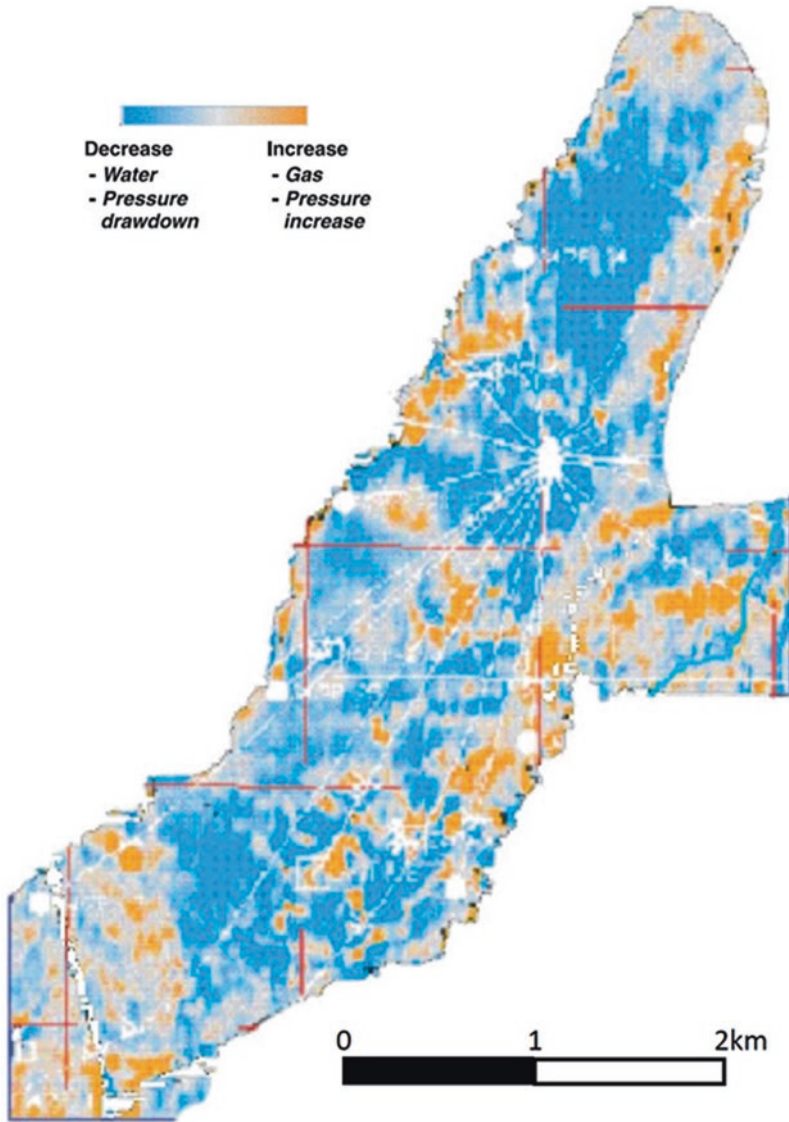 Decrease
- Water
- Pressure
drawdown
Increase
- Gas
- Pressure
increase
0 1 2km